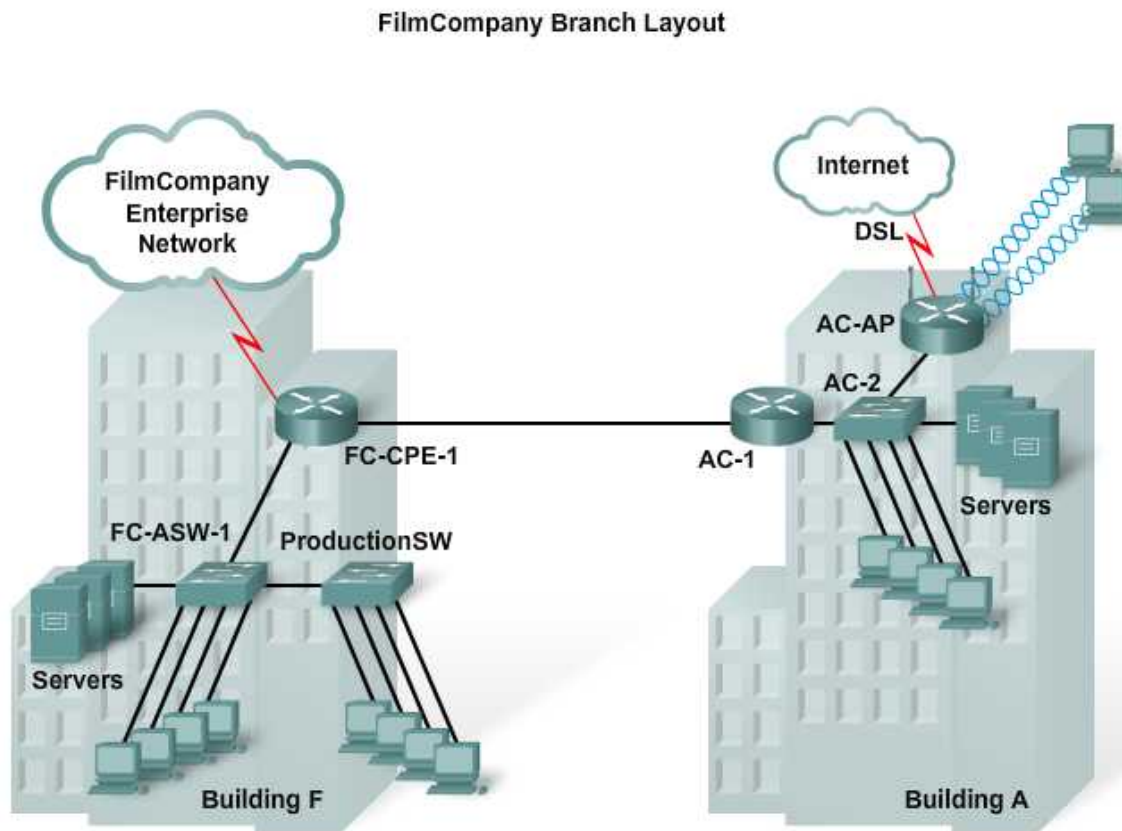 FilmCompany Branch Layout
FilmCompany
Enterprise
Network
Internet
DSL
AC-AP
AC-2
FC-CPE-1
AC-1
Servers
FC-ASW-1
ProductionSW
Servers
Building F
Building A